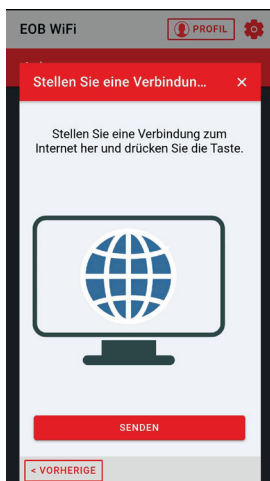 EOB WiFi
PROFIL
Stellen Sie eine Verbindun... ×
Stellen Sie eine Verbindung zum
Internet her und drücken Sie die Taste.
SENDEN
< VORHERIGE